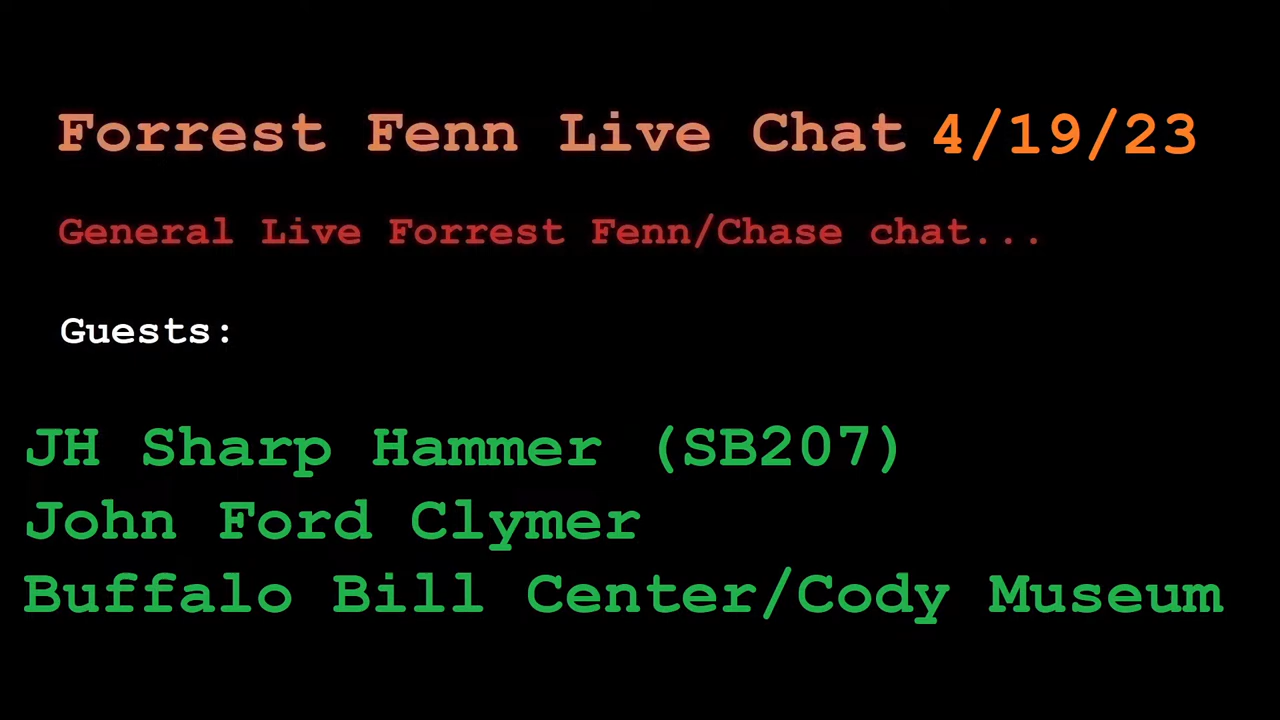 Forrest Fenn Live Chat 4/19/23
General Live Forrest Fenn/Chase chat...
Guests:
JH Sharp Hammer (SB207)
John Ford Clymer
Buffalo Bill Center/Cody Museum